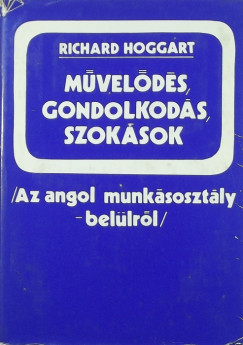 RICHARD HOGGART
MŰVELŐDÉS,
GONDOLKODÁS,
SZOKÁSOK
/Az angol munkásosztály
-belülről/